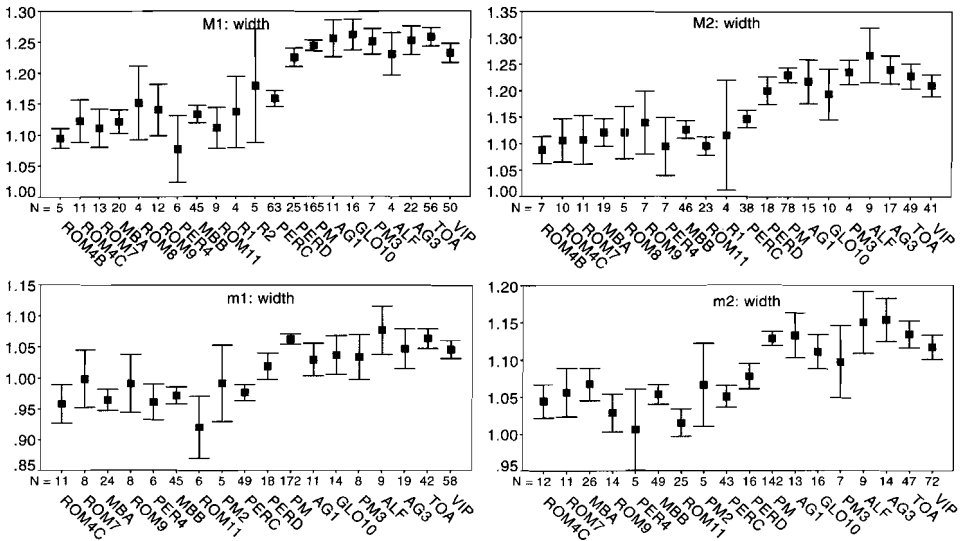 M1: width
1.30
1.25
1.20
1.15
1.10
1.05
1.00
N = 5 11 13 20 4 12 6 45 9 4 5 63 25 165 11 16 7 4 22 56 50
ROM4B ROM4C ROM7 MBA ROM8 ROM9 PER4 MBB ROM11 R1 R2 PERC PERD PM AG1 GLO10 PM3 ALF AG3 TOA VIP
M2: width
1.35
1.30
1.25
1.20
1.15
1.10
1.05
1.00
N = 7 10 11 19 5 7 7 46 23 4 38 18 78 15 10 4 9 17 49 41
ROM4B ROM4C ROM7 MBA ROM8 ROM9 PER4 MBB ROM11 R1 PERC PERD PM AG1 GLO10 PM3 ALF AG3 TOA VIP
m1: width
1.15
1.10
1.05
1.00
.95
.90
.85
N = 11 8 24 8 6 45 6 5 49 18 172 11 14 8 9 19 42 58
ROM4C ROM7 MBA ROM9 PER4 MBB ROM11 PM2 PERC PERD PM AG1 GLO10 PM3 ALF AG3 TOA VIP
m2: width
1.20
1.15
1.10
1.05
1.00
.95
N = 12 11 26 14 5 49 25 5 43 16 142 13 16 7 9 14 47 72
ROM4C ROM7 MBA ROM9 PER4 MBB ROM11 PM2 PERC PERD PM AG1 GLO10 PM3 ALF AG3 TOA VIP